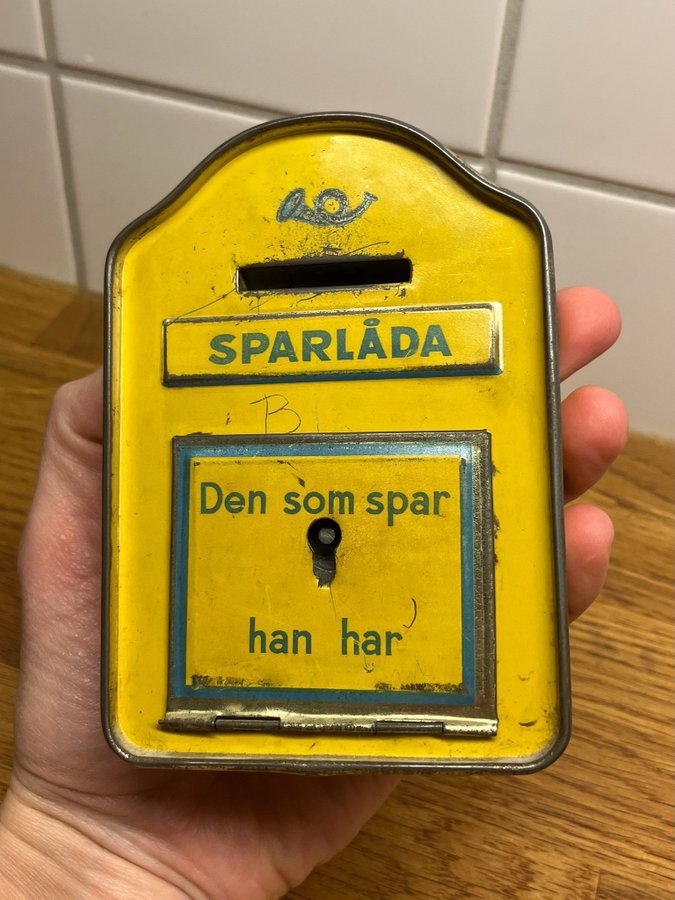 SPARLÅDA
B
Den som spar
han har